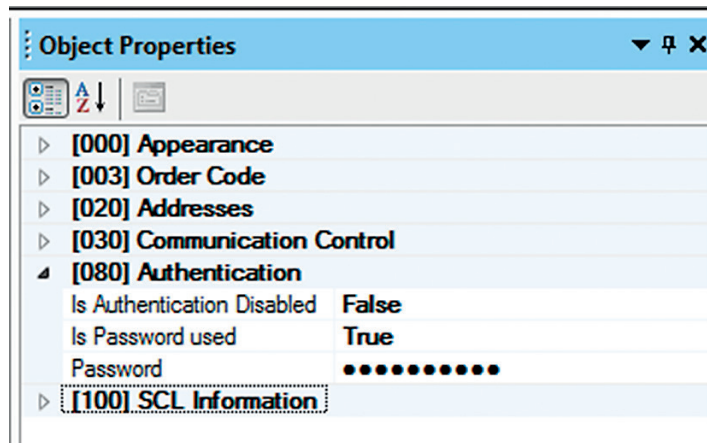 Object Properties
[000] Appearance
[003] Order Code
[020] Addresses
[030] Communication Control
[080] Authentication
Is Authentication Disabled False
Is Password used True
Password ●●●●●●●●●●
[100] SCL Information